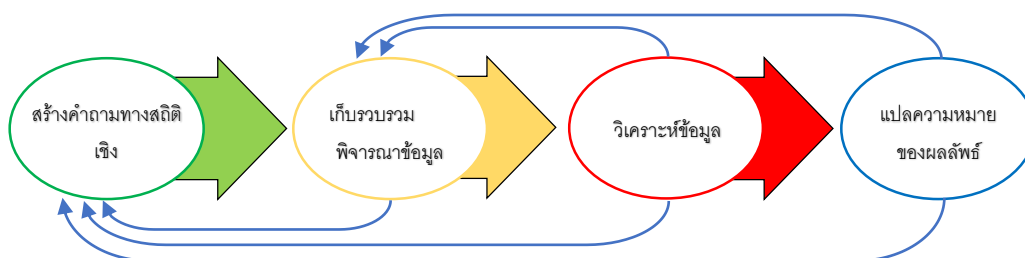 สร้างคำถามทางสถิติ
เชิง
เก็บรวบรวม
พิจารณาข้อมูล
วิเคราะห์ข้อมูล
แปลความหมาย
ของผลลัพธ์